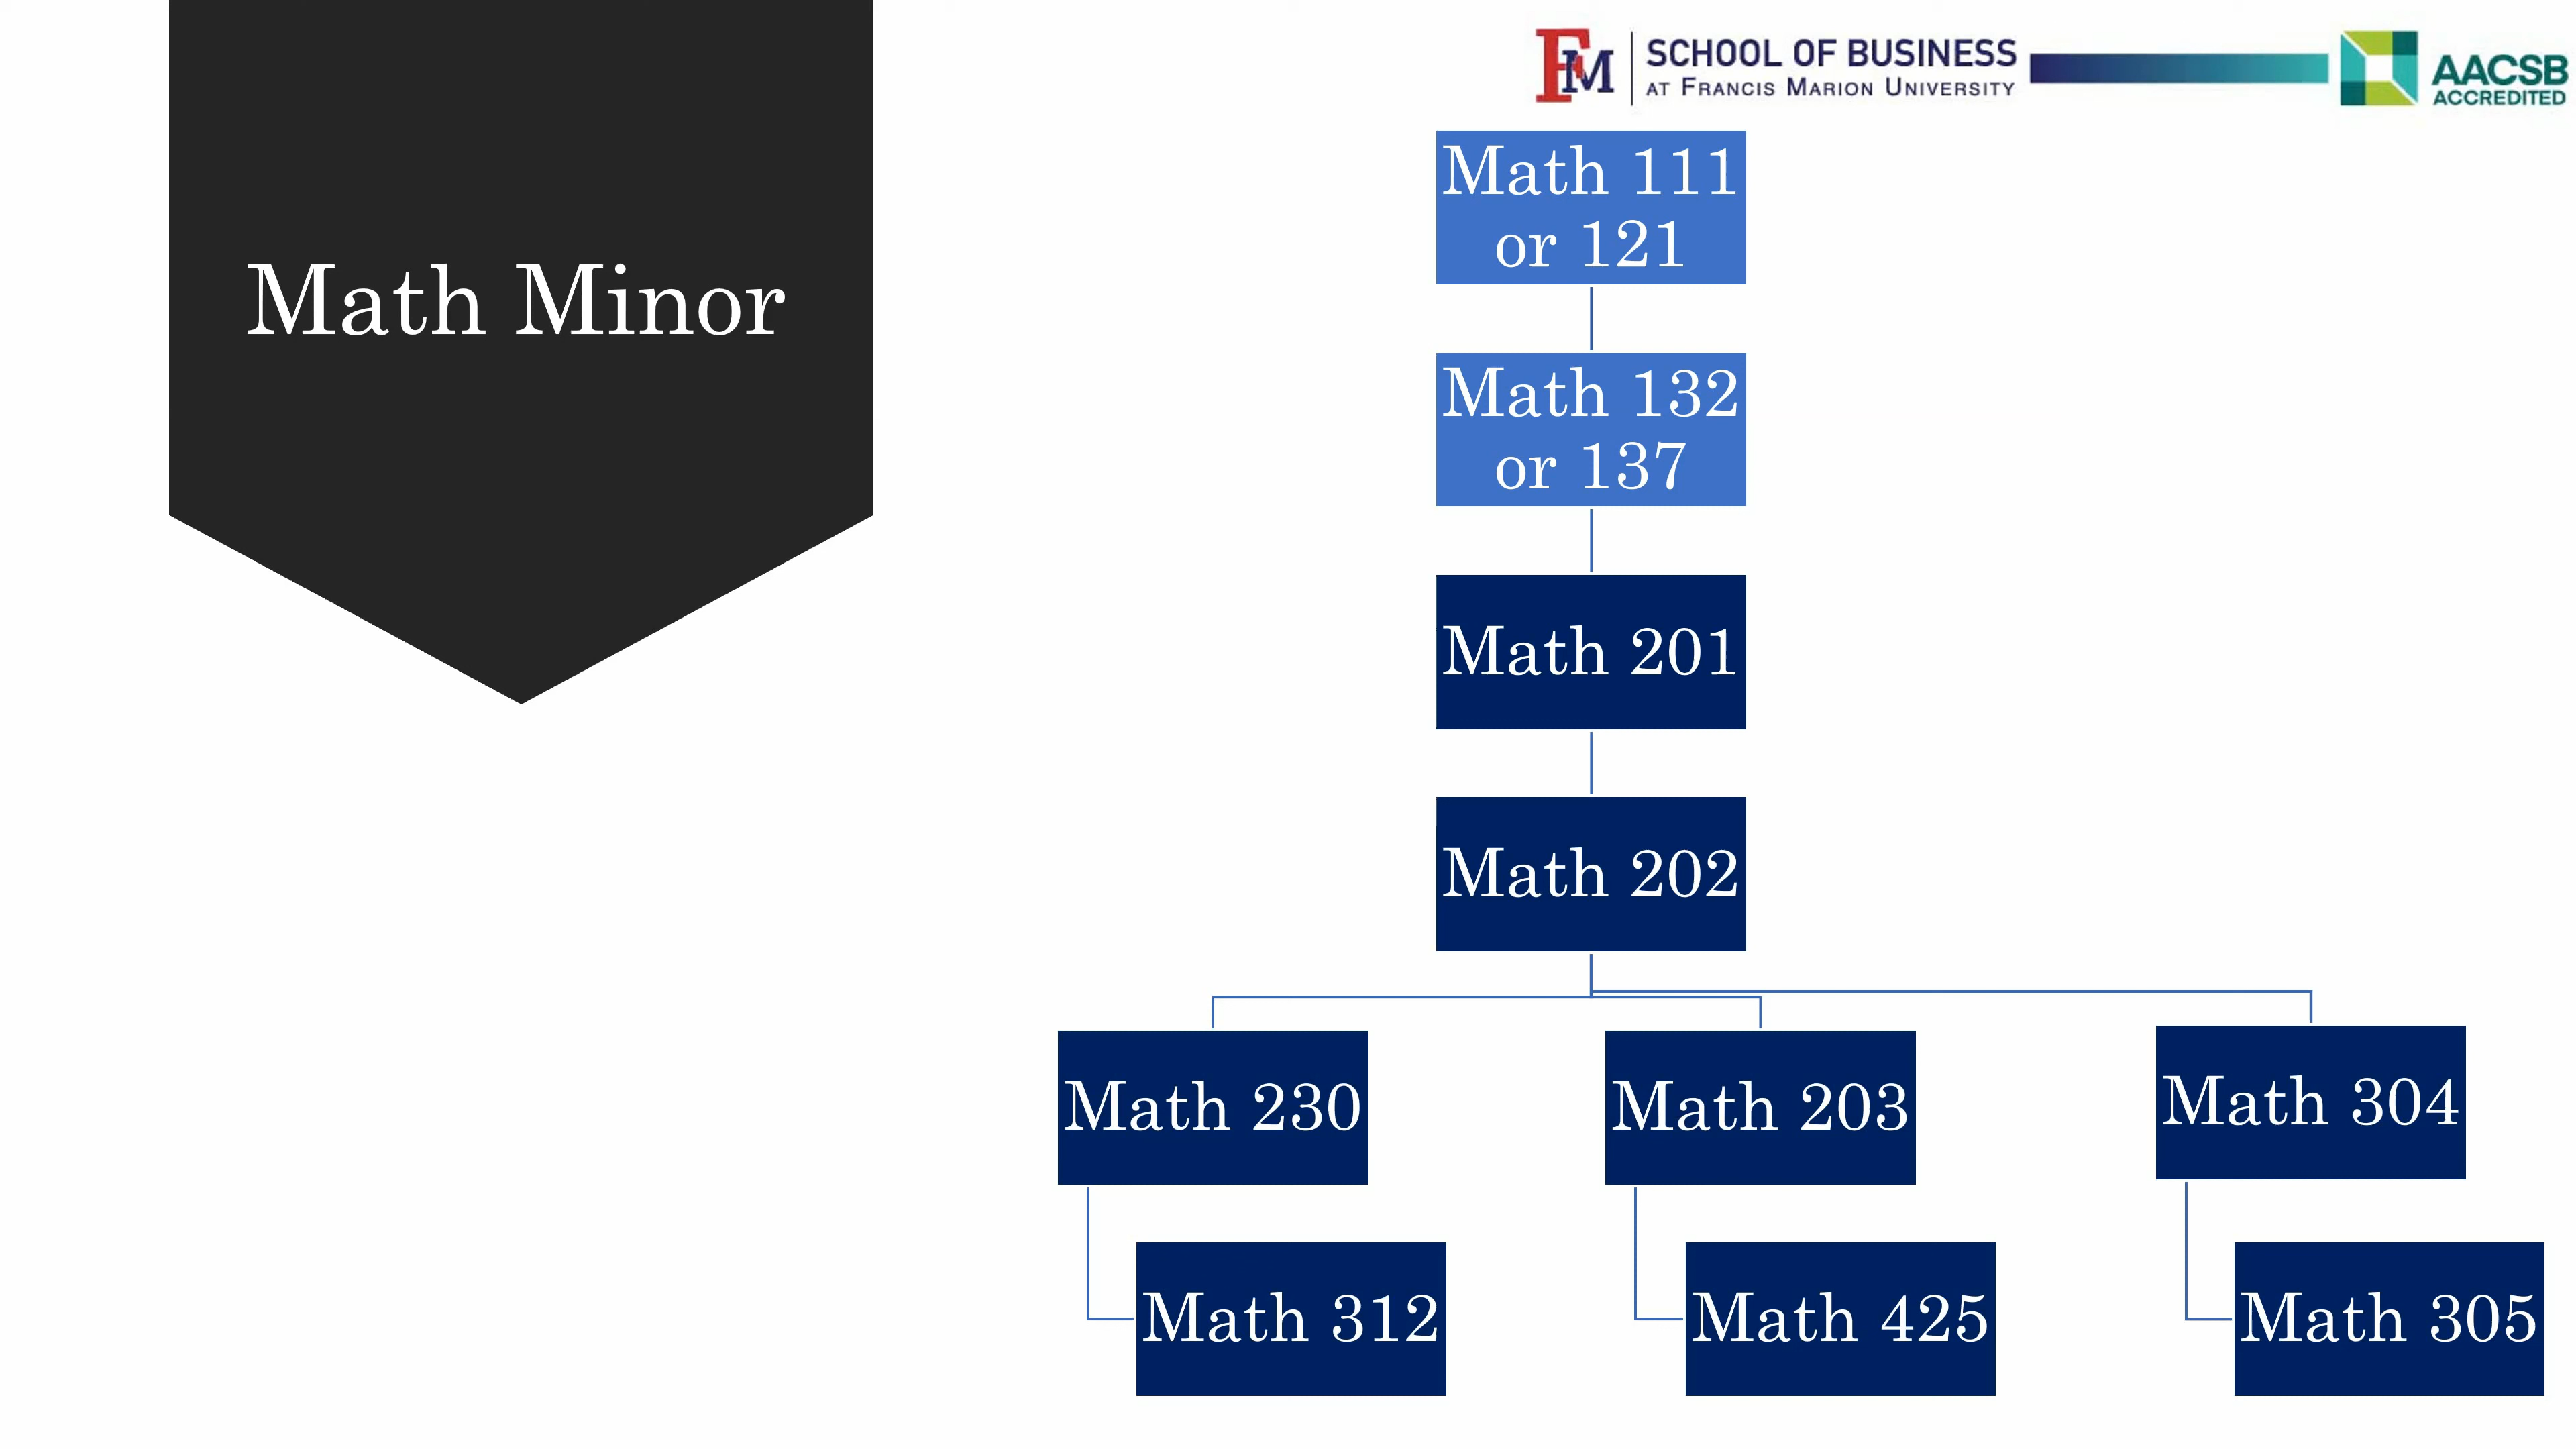 FM
SCHOOL OF BUSINESS
AT FRANCIS MARION UNIVERSITY
AACSB
ACCREDITED
Math Minor
Math 111
or 121
Math 132
or 137
Math 201
Math 202
Math 230
Math 203
Math 304
Math 312
Math 425
Math 305